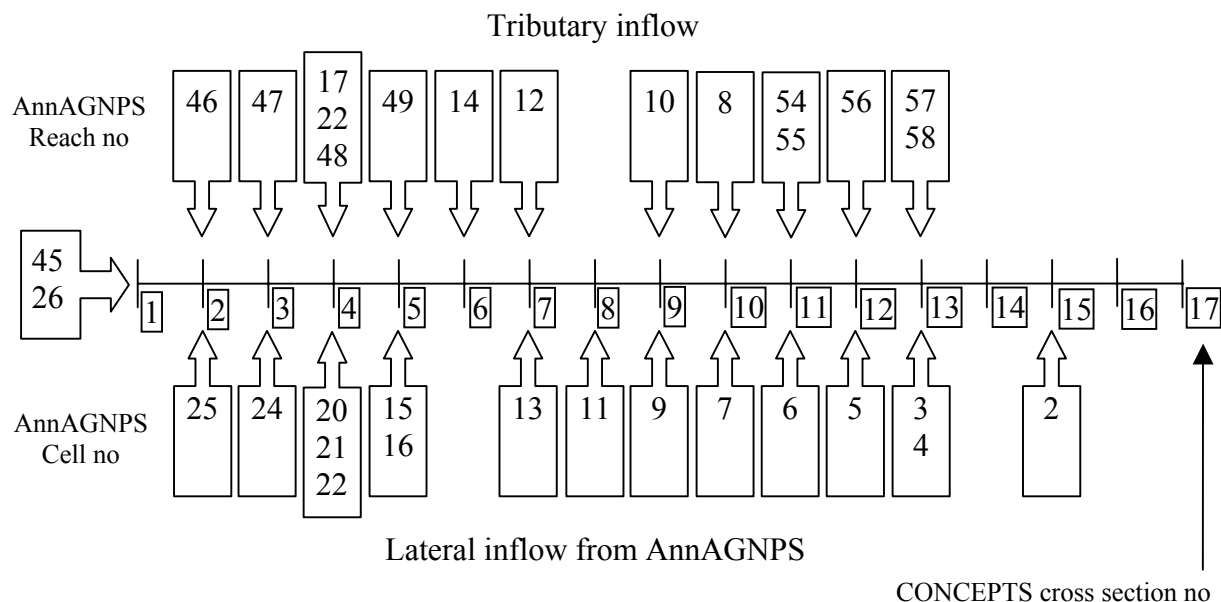 Tributary inflow
AnnAGNPS
Reach no
46 47 17 49 14 12 10 8 54 56 57
22 55 58
48
45
26
1 2 3 4 5 6 7 8 9 10 11 12 13 14 15 16 17
AnnAGNPS
Cell no
25 24 20 15 13 11 9 7 6 5 3 2
21 16 4
22
Lateral inflow from AnnAGNPS
CONCEPTS cross section no